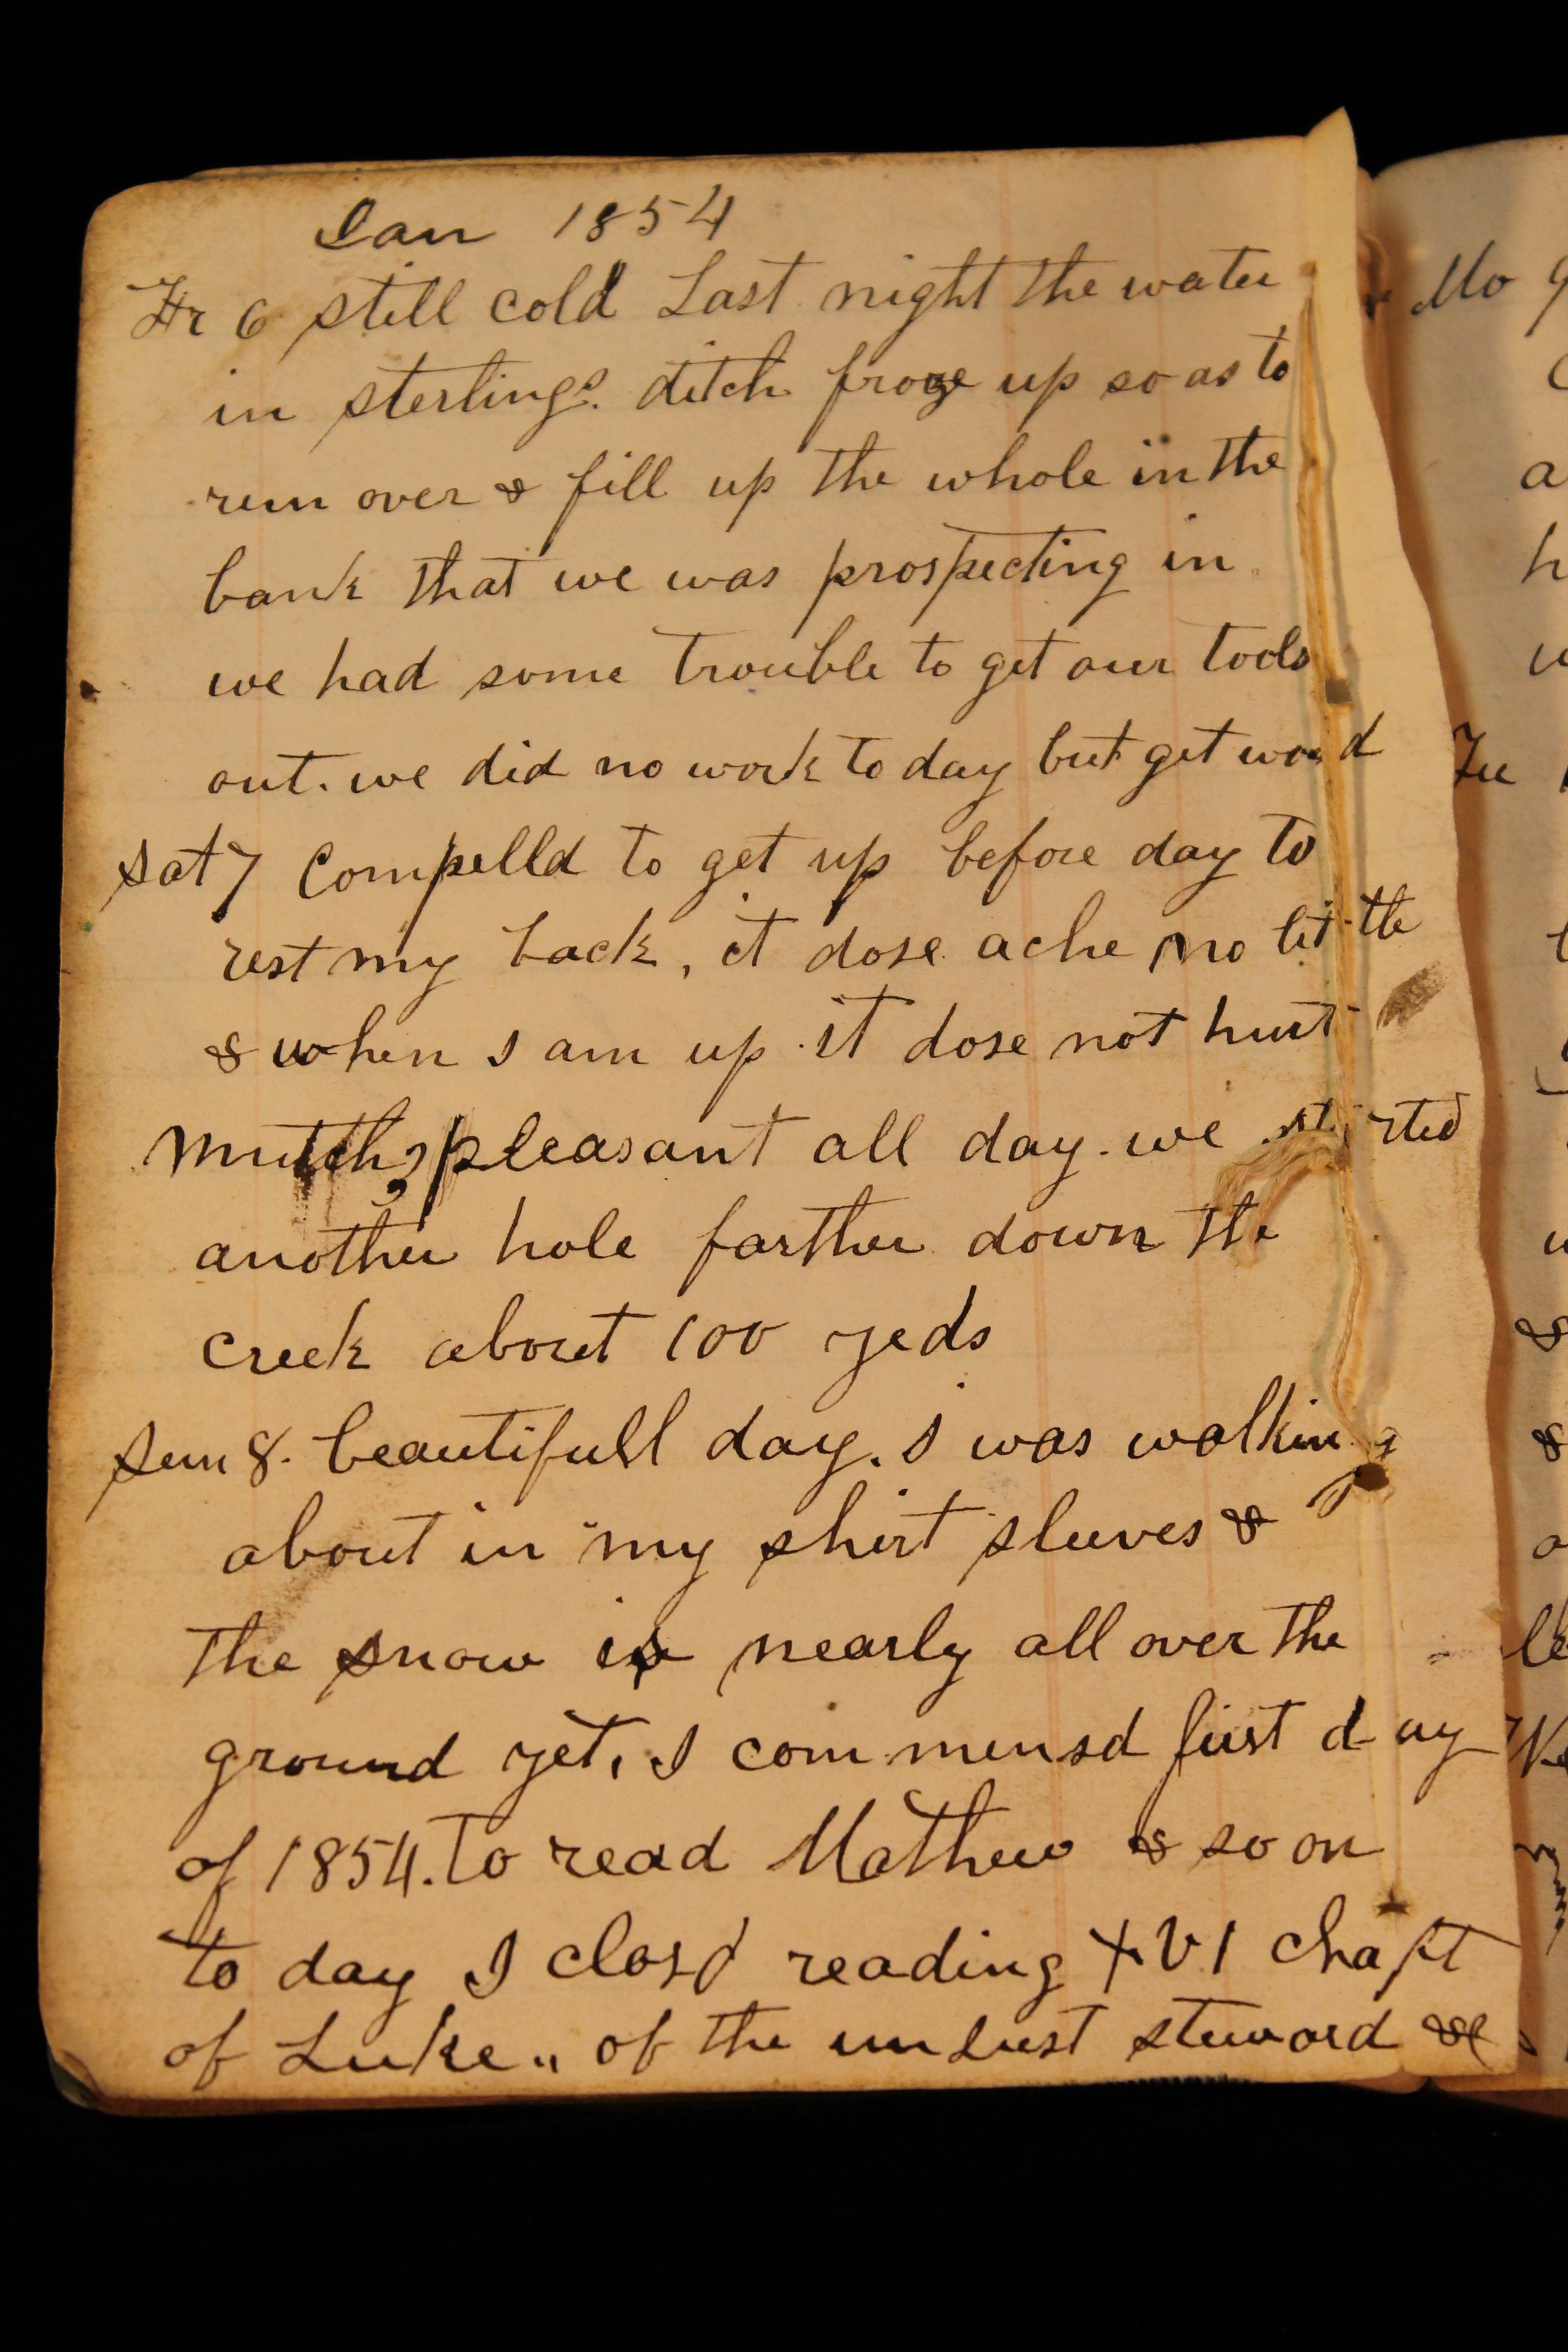 Jan 1854
Fr 6 still cold Last night the water
in sterlings ditch froze up so as to
run over & fill up the whole in the
bank that we was prospecting in
we had some trouble to get our tools
out. we did no work to day but get wood
Sat 7 Compelld to get up before day to
rest my back, it dose ache no little
& when I am up it dose not hurt
mutch, pleasant all day. we started
another hole farther down the
creek about 100 yeds
Sun 8. beautifull day. I was walking
about in my shirt sleeves &
the snow is nearly all over the
ground yet, I commensd first day
of 1854. to read Mathew & so on
to day I closd reading XVI chapt
of Luke „ of the unJust steward &c
Mo 9
a
h
w
Tu
&
&
le
We